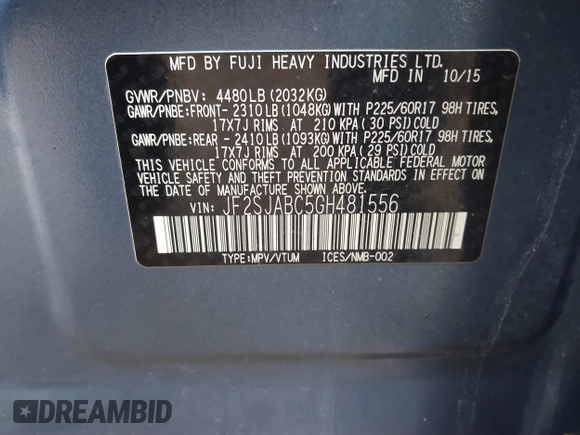 MFD BY FUJI HEAVY INDUSTRIES LTD.
MFD IN 10/15
GVWR/PNBV: 4480LB(2032KG)
GAWR/PNBE:FRONT- 2310LB(1048KG)WITH P225/60R17 98H TIRES,
17X7J RIMS AT 210 KPA(30 PSI)COLD
GAWR/PNBE:REAR -2410LB(1093KG)WITH P225/60R17 98H TIRES,
17X7J RIMS AT 200 KPA(29 PSI)COLD
THIS VEHICLE CONFORMS TO ALL APPLICABLE FEDERAL MOTOR
VEHICLE SAFETY AND THEFT PREVENTION STANDARDS IN EFFECT ON
THE DATE OF MANUFACTURE SHOWN ABOVE.
VIN: JF2SJABC5GH481556
TYPE:MPV/VTUM ICES/NMB-002
DREAMBID